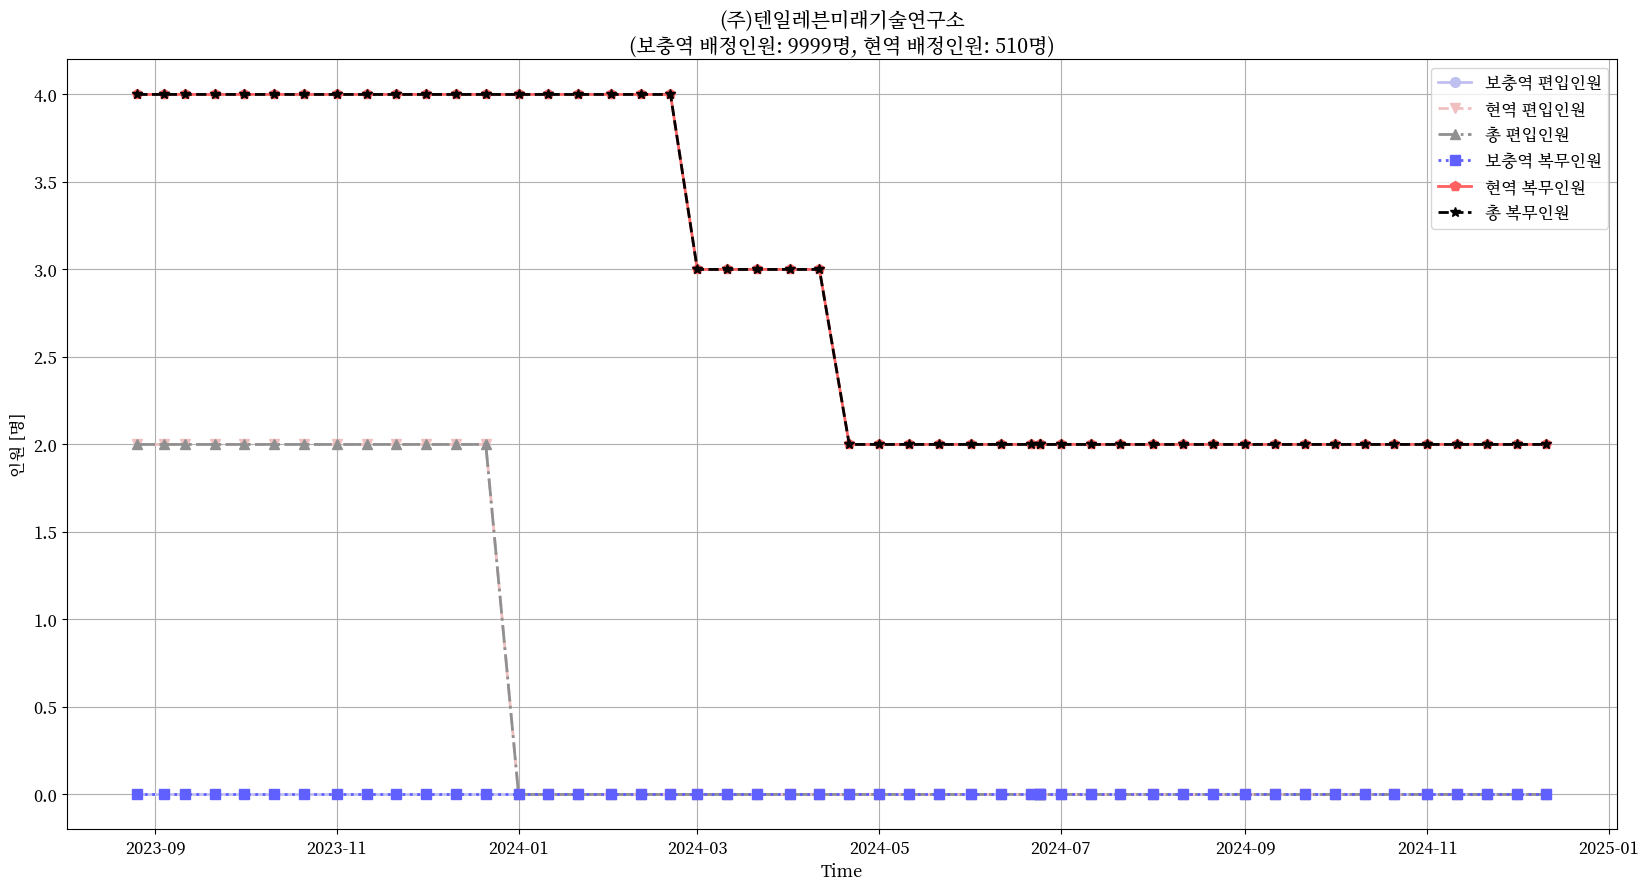 (주)텐일레븐미래기술연구소
(보충역 배정인원: 9999명, 현역 배정인원: 510명)
보충역 편입인원
현역 편입인원
총 편입인원
보충역 복무인원
현역 복무인원
총 복무인원
인원 [명]
4.0
3.5
3.0
2.5
2.0
1.5
1.0
0.5
0.0
2023-09 2023-11 2024-01 2024-03 2024-05 2024-07 2024-09 2024-11 2025-01
Time